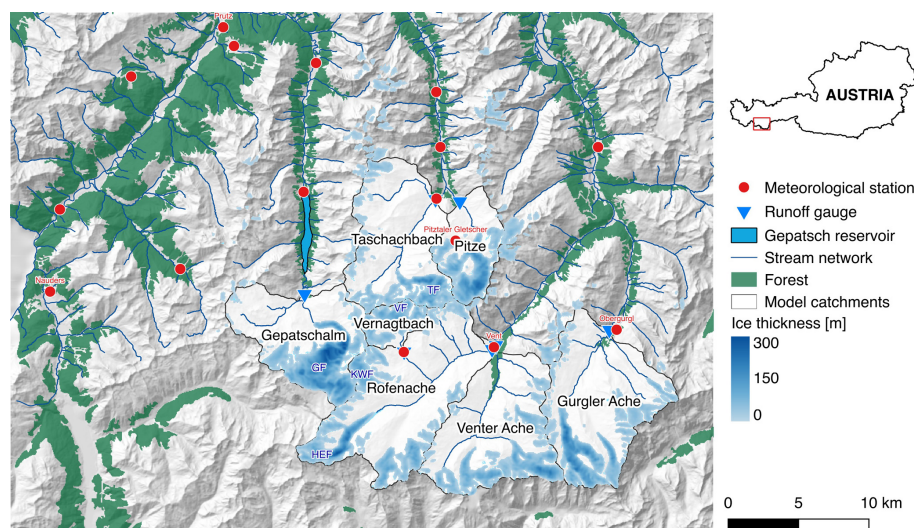 Prutz
AUSTRIA
Meteorological station
Runoff gauge
Gepatsch reservoir
Stream network
Forest
Model catchments
Ice thickness [m]
300
150
0
Pitztaler Gletscher
Taschachbach
Pitze
Nauders
TF
VF
Vernagtbach
Obergurgl
Gepatschalm
Vent
GF
KWF
Rofenache
Gurgler Ache
Venter Ache
HEF
0
5
10 km